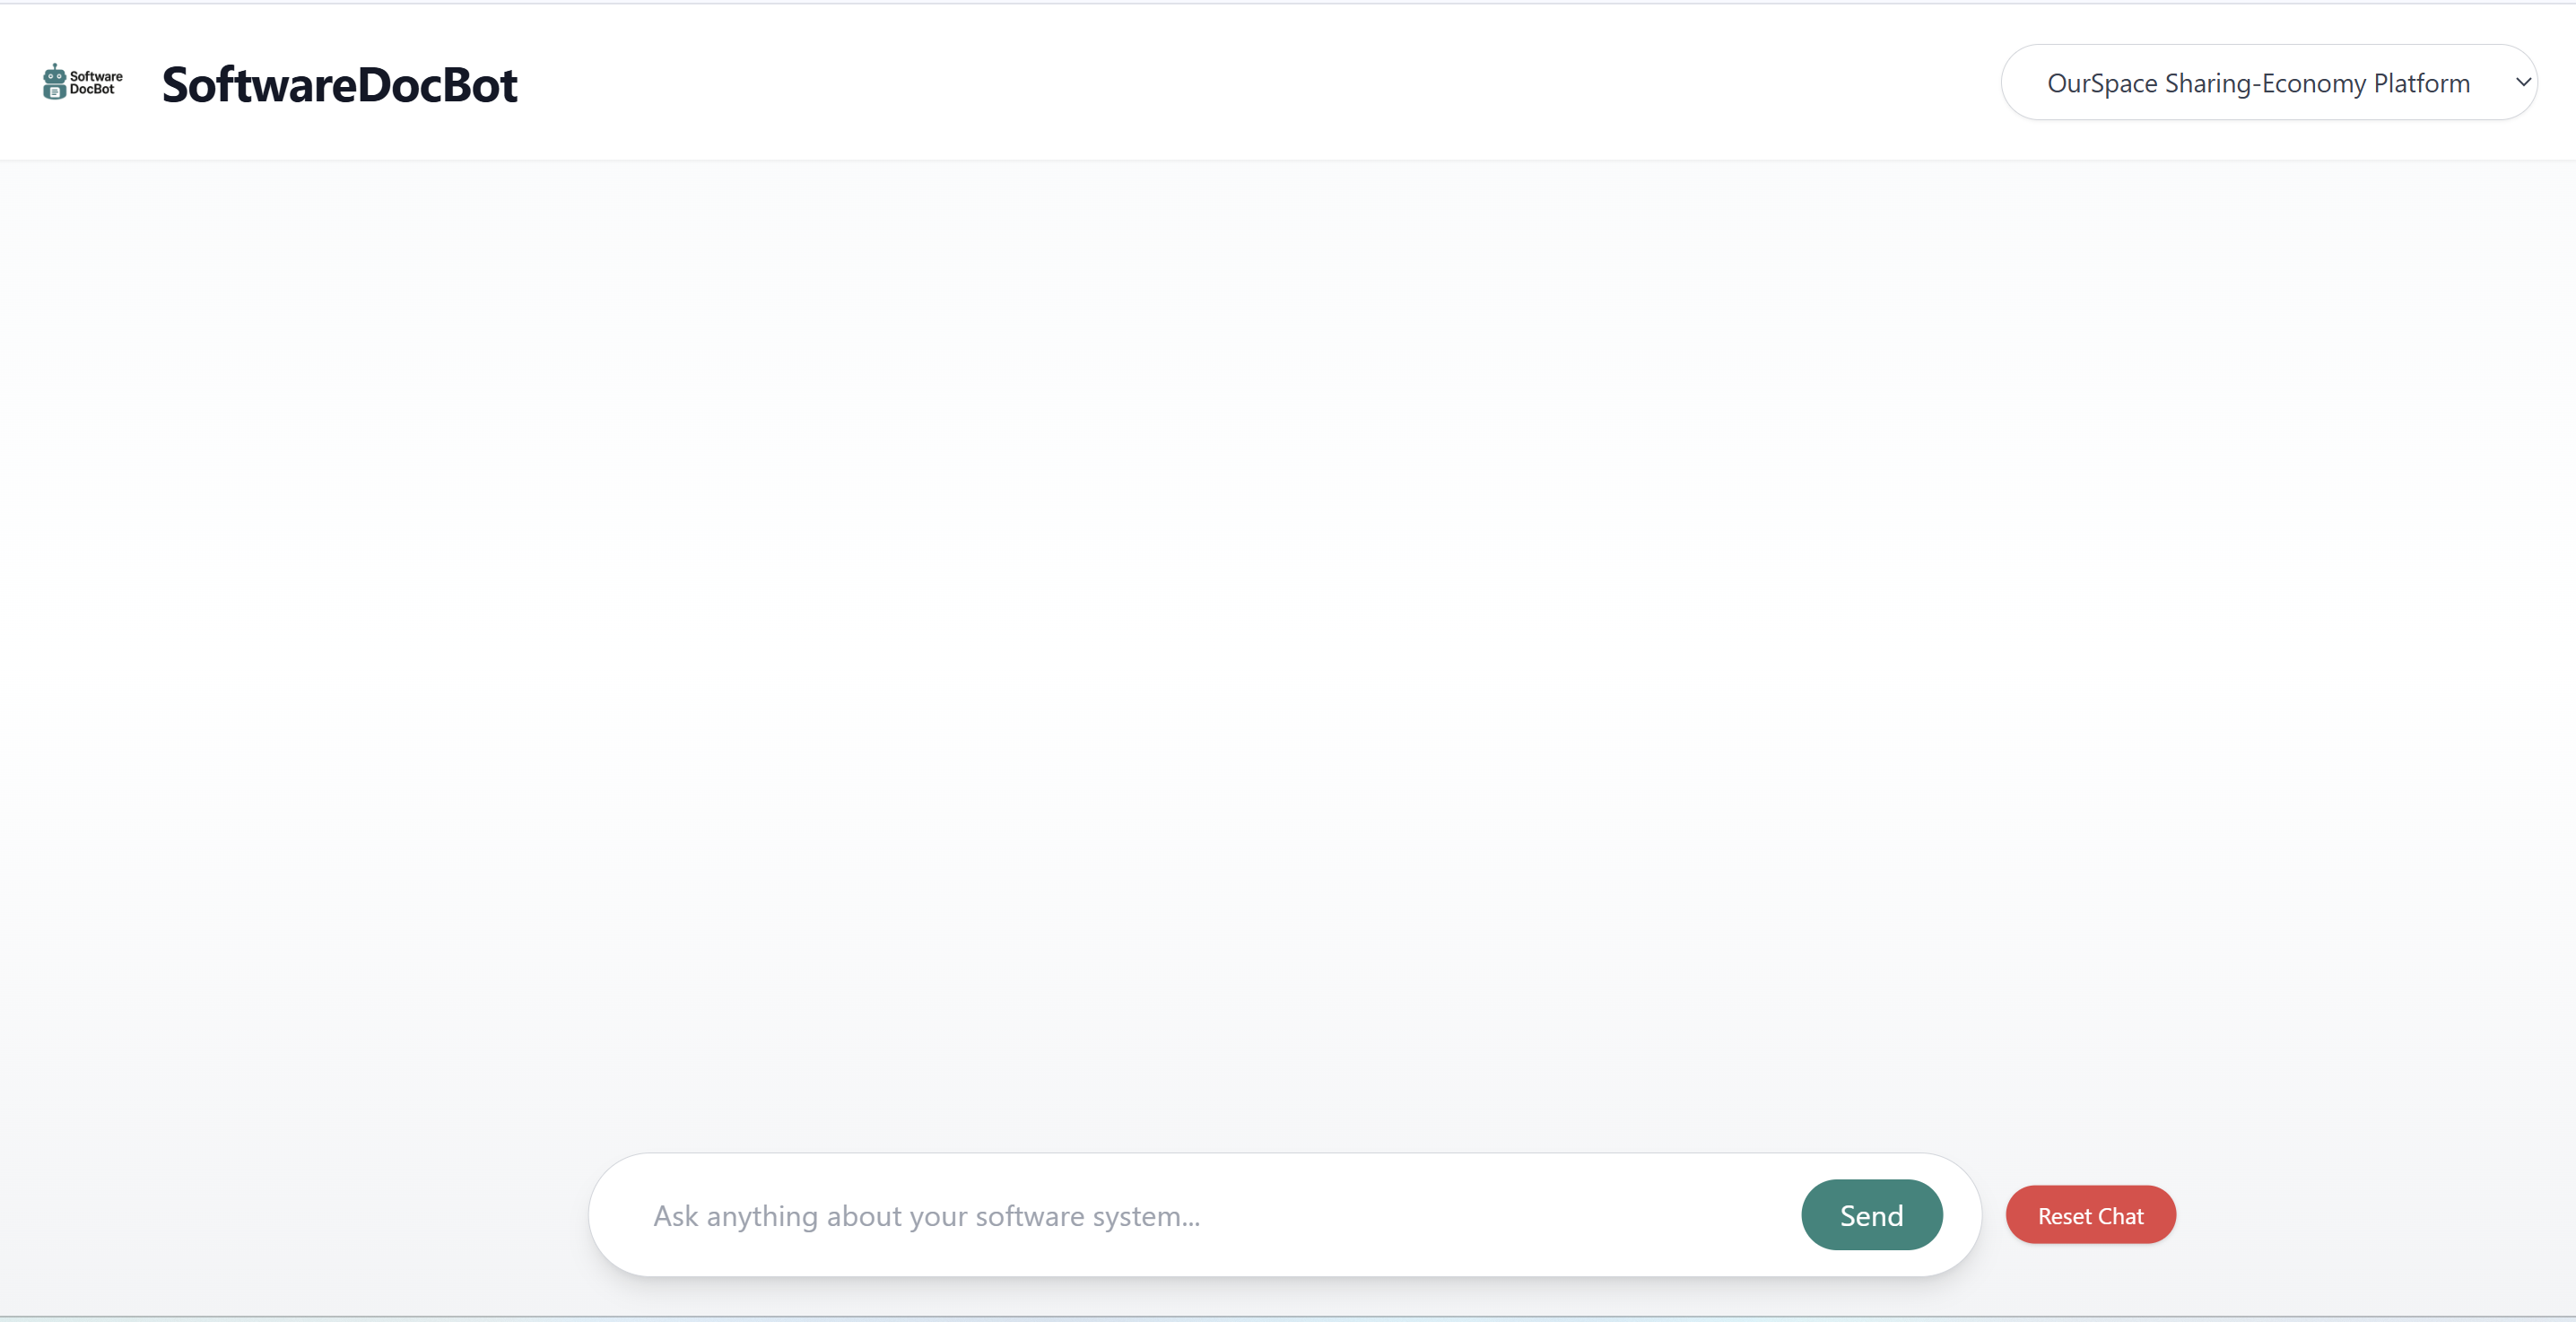 Software
DocBot
SoftwareDocBot
OurSpace Sharing-Economy Platform
Ask anything about your software system...
Send
Reset Chat